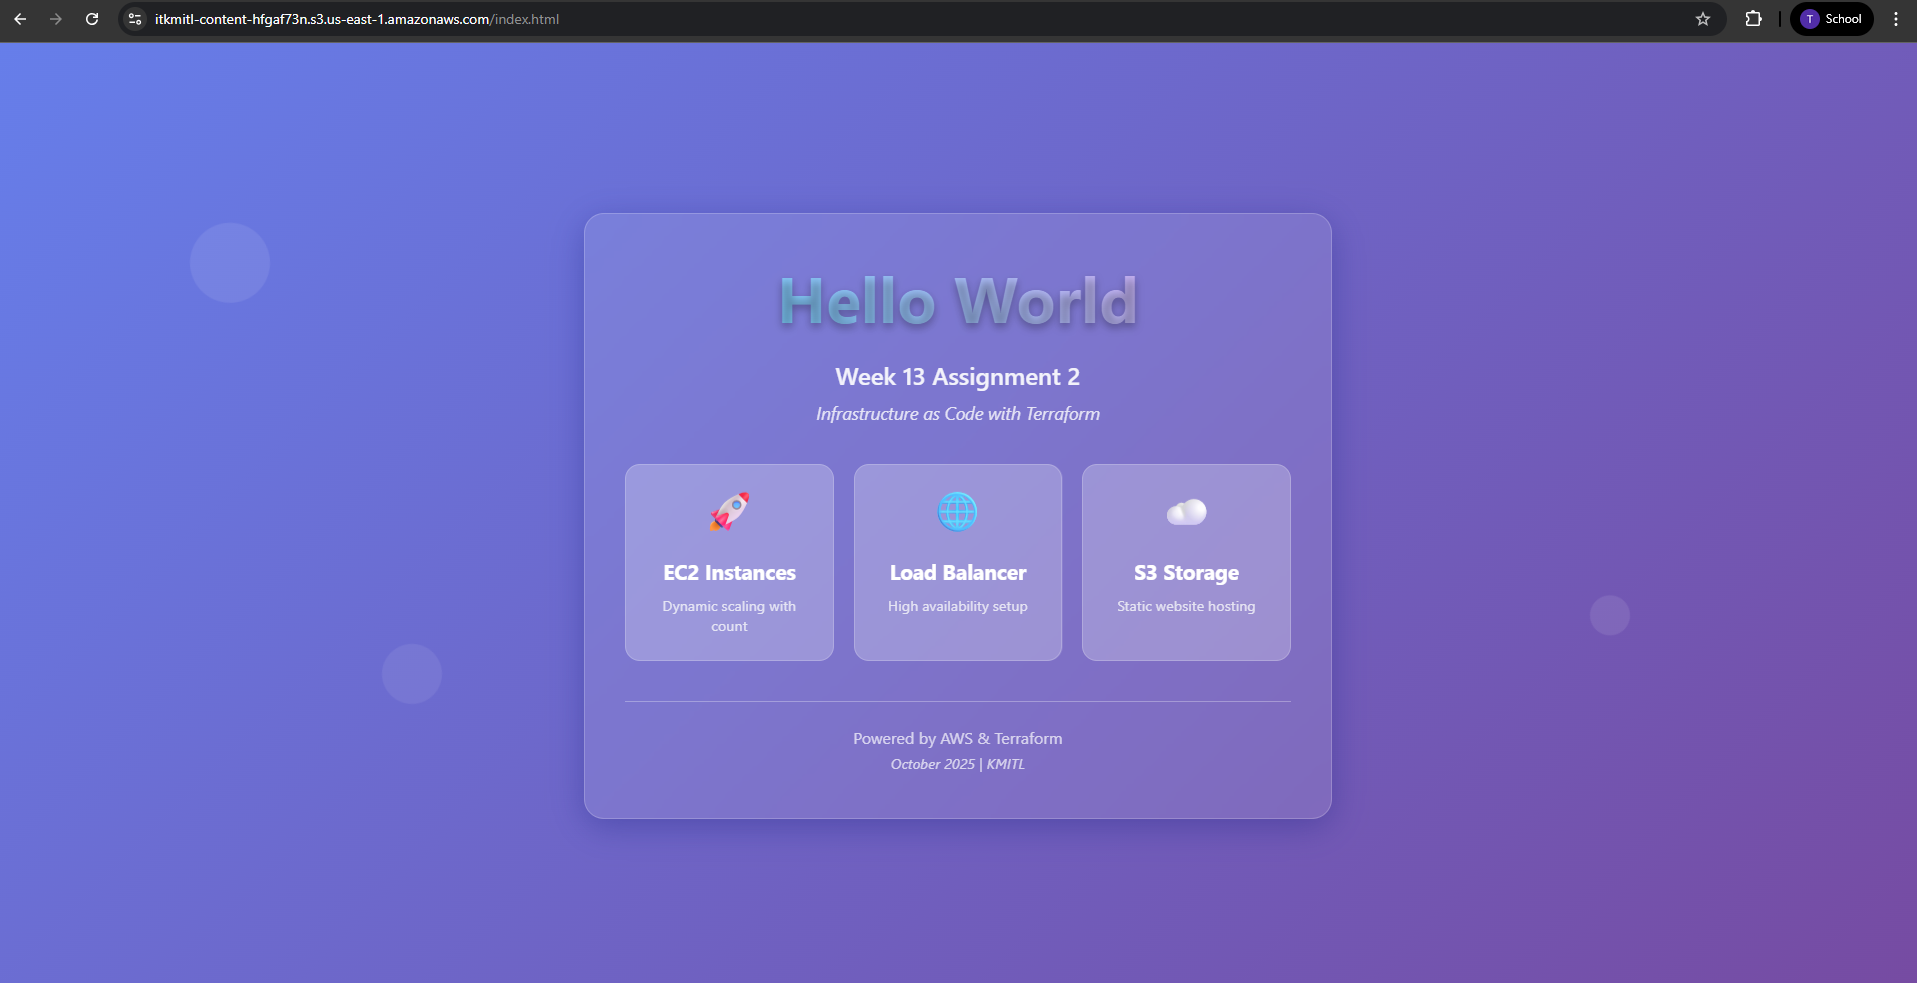 itkmitl-content-hfgaf73n.s3.us-east-1.amazonaws.com/index.html
T School
Hello World
Week 13 Assignment 2
Infrastructure as Code with Terraform
EC2 Instances
Dynamic scaling with
count
Load Balancer
High availability setup
S3 Storage
Static website hosting
Powered by AWS & Terraform
October 2025 | KMITL